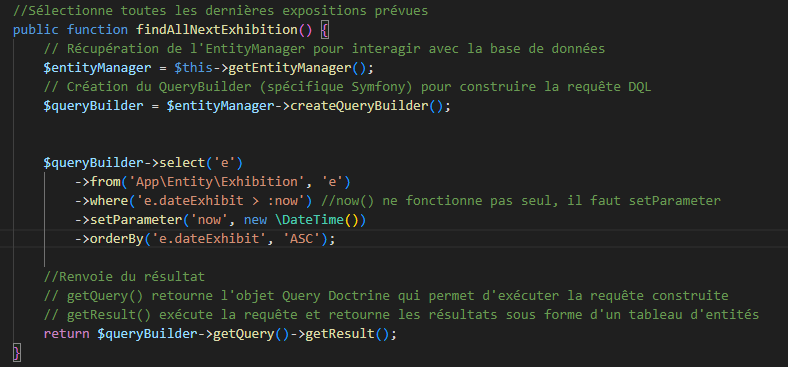 //Sélectionne toutes les dernières expositions prévues
public function findAllNextExhibition() {
// Récupération de l'EntityManager pour interagir avec la base de données
$entityManager = $this->getEntityManager();
// Création du QueryBuilder (spécifique Symfony) pour construire la requête DQL
$queryBuilder = $entityManager->createQueryBuilder();
$queryBuilder->select('e')
->from('App\Entity\Exhibition', 'e')
->where('e.dateExhibit > :now') //now() ne fonctionne pas seul, il faut setParameter
->setParameter('now', new \DateTime())
->orderBy('e.dateExhibit', 'ASC');
//Renvoie du résultat
// getQuery() retourne l'objet Query Doctrine qui permet d'exécuter la requête construite
// getResult() exécute la requête et retourne les résultats sous forme d'un tableau d'entités
return $queryBuilder->getQuery()->getResult();
}